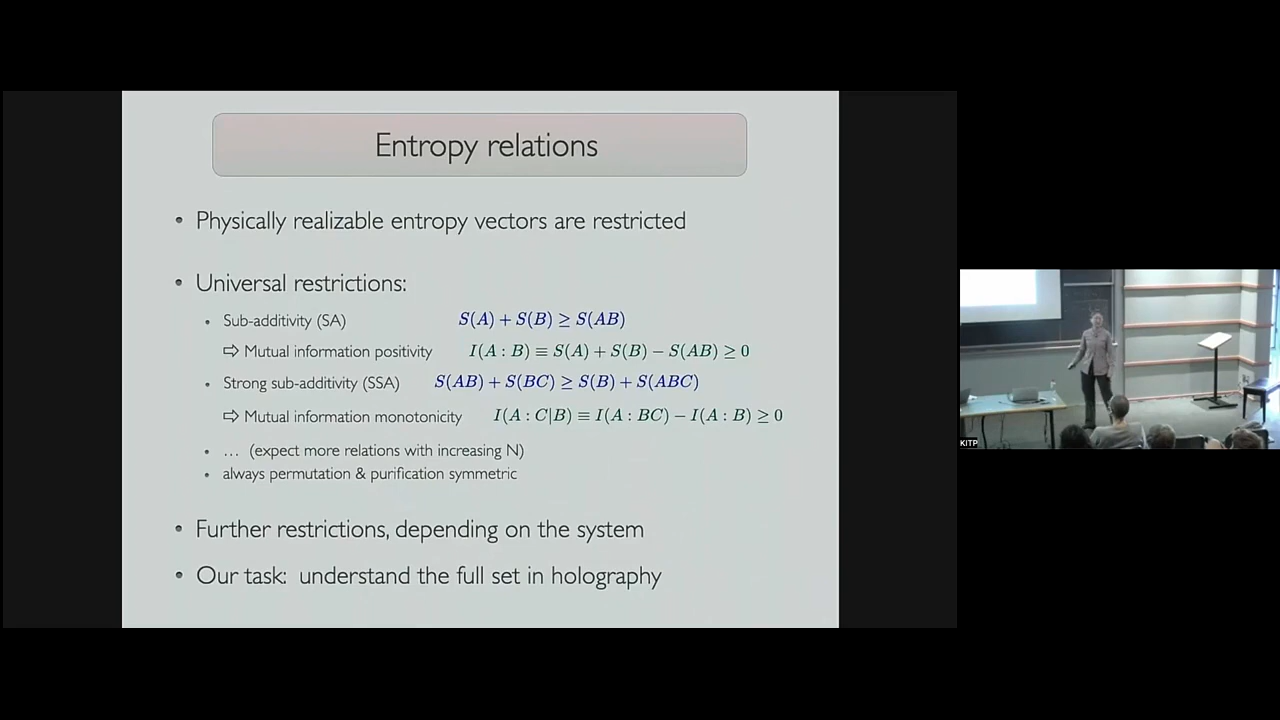 Entropy relations
• Physically realizable entropy vectors are restricted
• Universal restrictions:
• Sub-additivity (SA) S(A) + S(B) ≥ S(AB)
⇨ Mutual information positivity I(A : B) ≡ S(A) + S(B) − S(AB) ≥ 0
• Strong sub-additivity (SSA) S(AB) + S(BC) ≥ S(B) + S(ABC)
⇨ Mutual information monotonicity I(A : C|B) ≡ I(A : BC) − I(A : B) ≥ 0
• … (expect more relations with increasing N)
• always permutation & purification symmetric
• Further restrictions, depending on the system
• Our task: understand the full set in holography
KITP